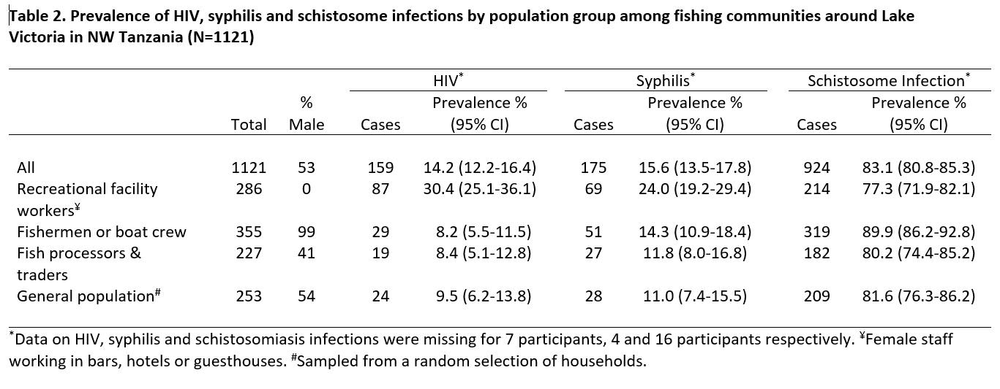 Table 2. Prevalence of HIV, syphilis and schistosome infections by population group among fishing communities around Lake
Victoria in NW Tanzania (N=1121)
HIV* Syphilis* Schistosome Infection*
% Prevalence % Prevalence % Prevalence %
Total Male Cases (95% CI) Cases (95% CI) Cases (95% CI)
All 1121 53 159 14.2 (12.2-16.4) 175 15.6 (13.5-17.8) 924 83.1 (80.8-85.3)
Recreational facility 286 0 87 30.4 (25.1-36.1) 69 24.0 (19.2-29.4) 214 77.3 (71.9-82.1)
workers¥
Fishermen or boat crew 355 99 29 8.2 (5.5-11.5) 51 14.3 (10.9-18.4) 319 89.9 (86.2-92.8)
Fish processors & 227 41 19 8.4 (5.1-12.8) 27 11.8 (8.0-16.8) 182 80.2 (74.4-85.2)
traders
General population# 253 54 24 9.5 (6.2-13.8) 28 11.0 (7.4-15.5) 209 81.6 (76.3-86.2)
*Data on HIV, syphilis and schistosomiasis infections were missing for 7 participants, 4 and 16 participants respectively. ¥Female staff
working in bars, hotels or guesthouses. #Sampled from a random selection of households.